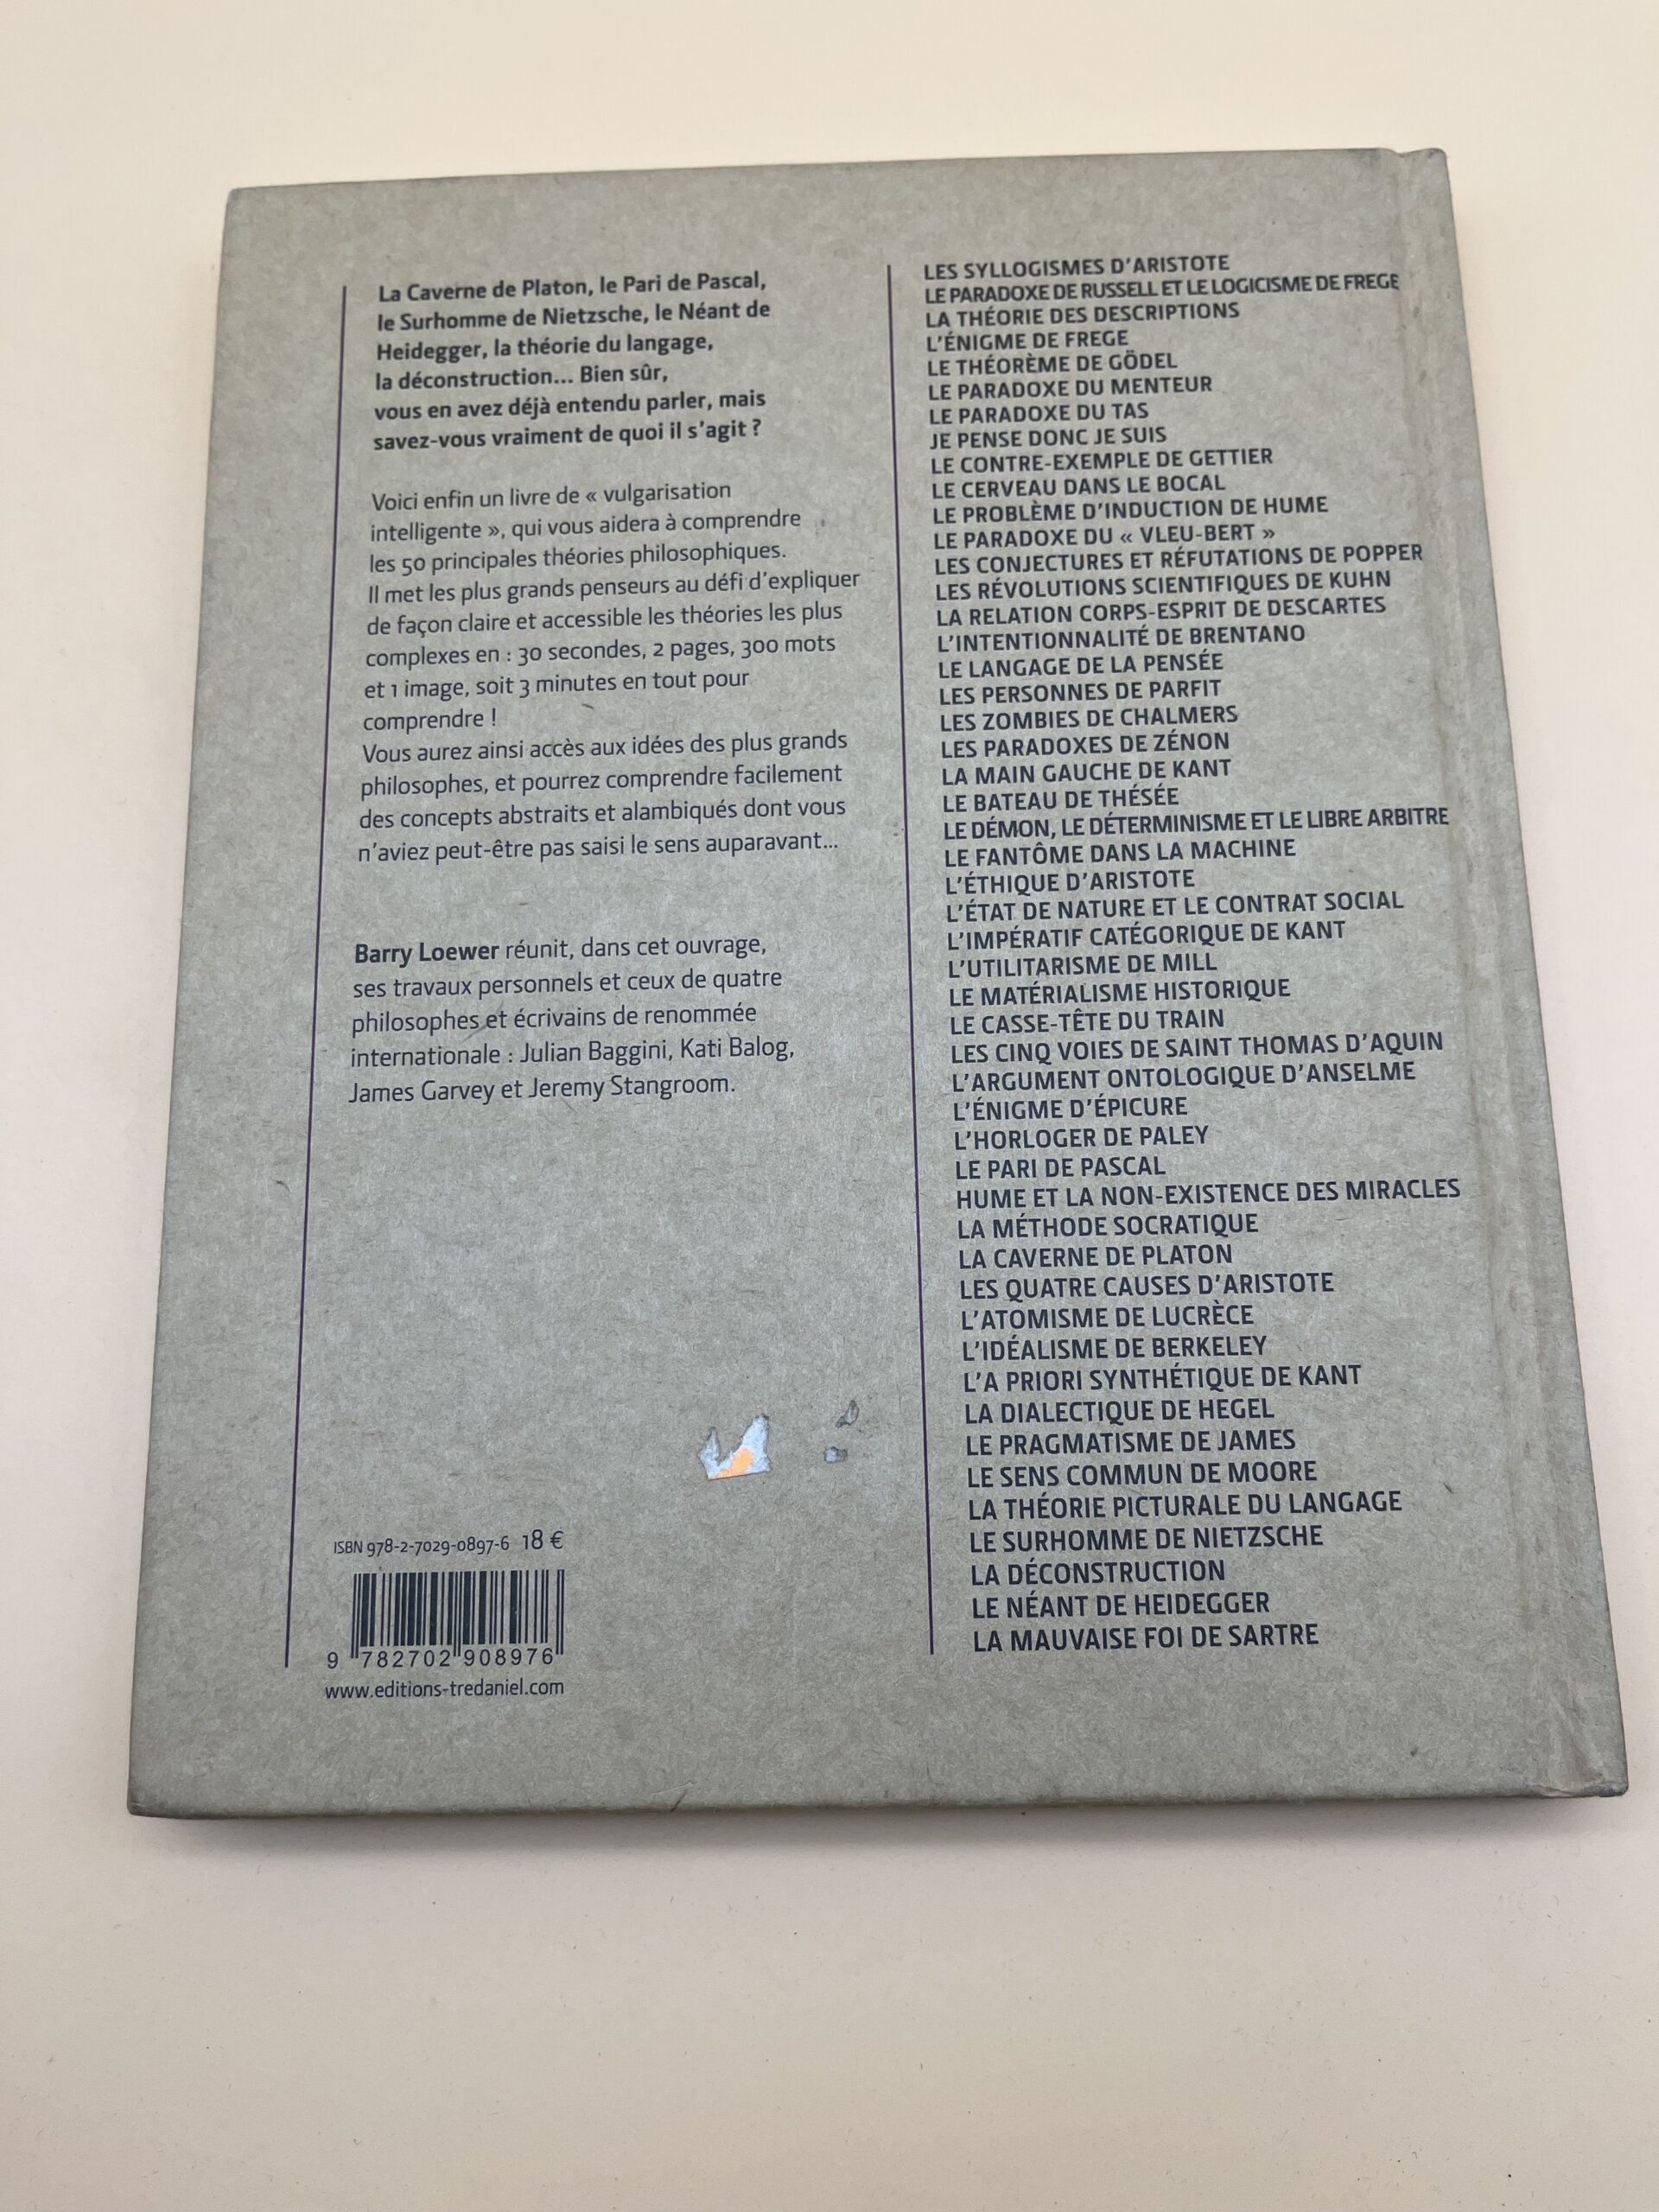 La Caverne de Platon, le Pari de Pascal,
le Surhomme de Nietzsche, le Néant de
Heidegger, la théorie du langage,
la déconstruction... Bien sûr,
vous en avez déjà entendu parler, mais
savez-vous vraiment de quoi il s'agit ?
Voici enfin un livre de « vulgarisation
intelligente », qui vous aidera à comprendre
les 50 principales théories philosophiques.
Il met les plus grands penseurs au défi d'expliquer
de façon claire et accessible les théories les plus
complexes en : 30 secondes, 2 pages, 300 mots
et 1 image, soit 3 minutes en tout pour
comprendre !
Vous aurez ainsi accès aux idées des plus grands
philosophes, et pourrez comprendre facilement
des concepts abstraits et alambiqués dont vous
n'aviez peut-être pas saisi le sens auparavant...
Barry Loewer réunit, dans cet ouvrage,
ses travaux personnels et ceux de quatre
philosophes et écrivains de renommée
internationale : Julian Baggini, Kati Balog,
James Garvey et Jeremy Stangroom.
ISBN 978-2-7029-0897-6 18 €
9 782702 908976
www.editions-tredaniel.com
LES SYLLOGISMES D'ARISTOTE
LE PARADOXE DE RUSSELL ET LE LOGICISME DE FREGE
LA THÉORIE DES DESCRIPTIONS
L'ÉNIGME DE FREGE
LE THÉORÈME DE GÖDEL
LE PARADOXE DU MENTEUR
LE PARADOXE DU TAS
JE PENSE DONC JE SUIS
LE CONTRE-EXEMPLE DE GETTIER
LE CERVEAU DANS LE BOCAL
LE PROBLÈME D'INDUCTION DE HUME
LE PARADOXE DU « VLEU-BERT »
LES CONJECTURES ET RÉFUTATIONS DE POPPER
LES RÉVOLUTIONS SCIENTIFIQUES DE KUHN
LA RELATION CORPS-ESPRIT DE DESCARTES
L'INTENTIONNALITÉ DE BRENTANO
LE LANGAGE DE LA PENSÉE
LES PERSONNES DE PARFIT
LES ZOMBIES DE CHALMERS
LES PARADOXES DE ZÉNON
LA MAIN GAUCHE DE KANT
LE BATEAU DE THÉSÉE
LE DÉMON, LE DÉTERMINISME ET LE LIBRE ARBITRE
LE FANTÔME DANS LA MACHINE
L'ÉTHIQUE D'ARISTOTE
L'ÉTAT DE NATURE ET LE CONTRAT SOCIAL
L'IMPÉRATIF CATÉGORIQUE DE KANT
L'UTILITARISME DE MILL
LE MATÉRIALISME HISTORIQUE
LE CASSE-TÊTE DU TRAIN
LES CINQ VOIES DE SAINT THOMAS D'AQUIN
L'ARGUMENT ONTOLOGIQUE D'ANSELME
L'ÉNIGME D'ÉPICURE
L'HORLOGER DE PALEY
LE PARI DE PASCAL
HUME ET LA NON-EXISTENCE DES MIRACLES
LA MÉTHODE SOCRATIQUE
LA CAVERNE DE PLATON
LES QUATRE CAUSES D'ARISTOTE
L'ATOMISME DE LUCRÈCE
L'IDÉALISME DE BERKELEY
L'A PRIORI SYNTHÉTIQUE DE KANT
LA DIALECTIQUE DE HEGEL
LE PRAGMATISME DE JAMES
LE SENS COMMUN DE MOORE
LA THÉORIE PICTURALE DU LANGAGE
LE SURHOMME DE NIETZSCHE
LA DÉCONSTRUCTION
LE NÉANT DE HEIDEGGER
LA MAUVAISE FOI DE SARTRE